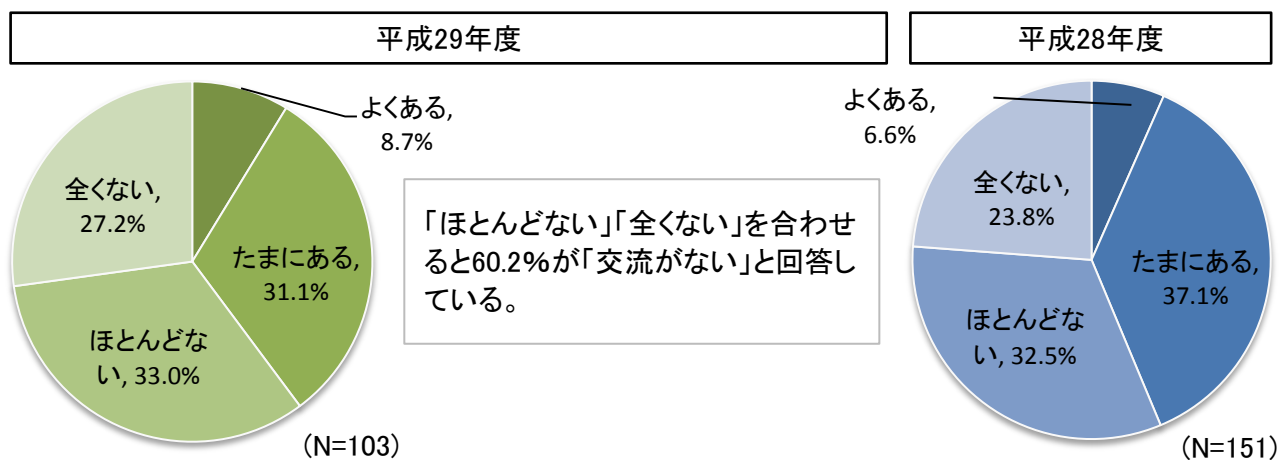 平成29年度
よくある,
8.7%
全くない,
27.2%
たまにある,
31.1%
ほとんどな
い, 33.0%
(N=103)
「ほとんどない」「全くない」を合わせ
ると60.2%が「交流がない」と回答し
ている。
平成28年度
よくある,
6.6%
全くない,
23.8%
たまにある,
37.1%
ほとんどな
い, 32.5%
(N=151)